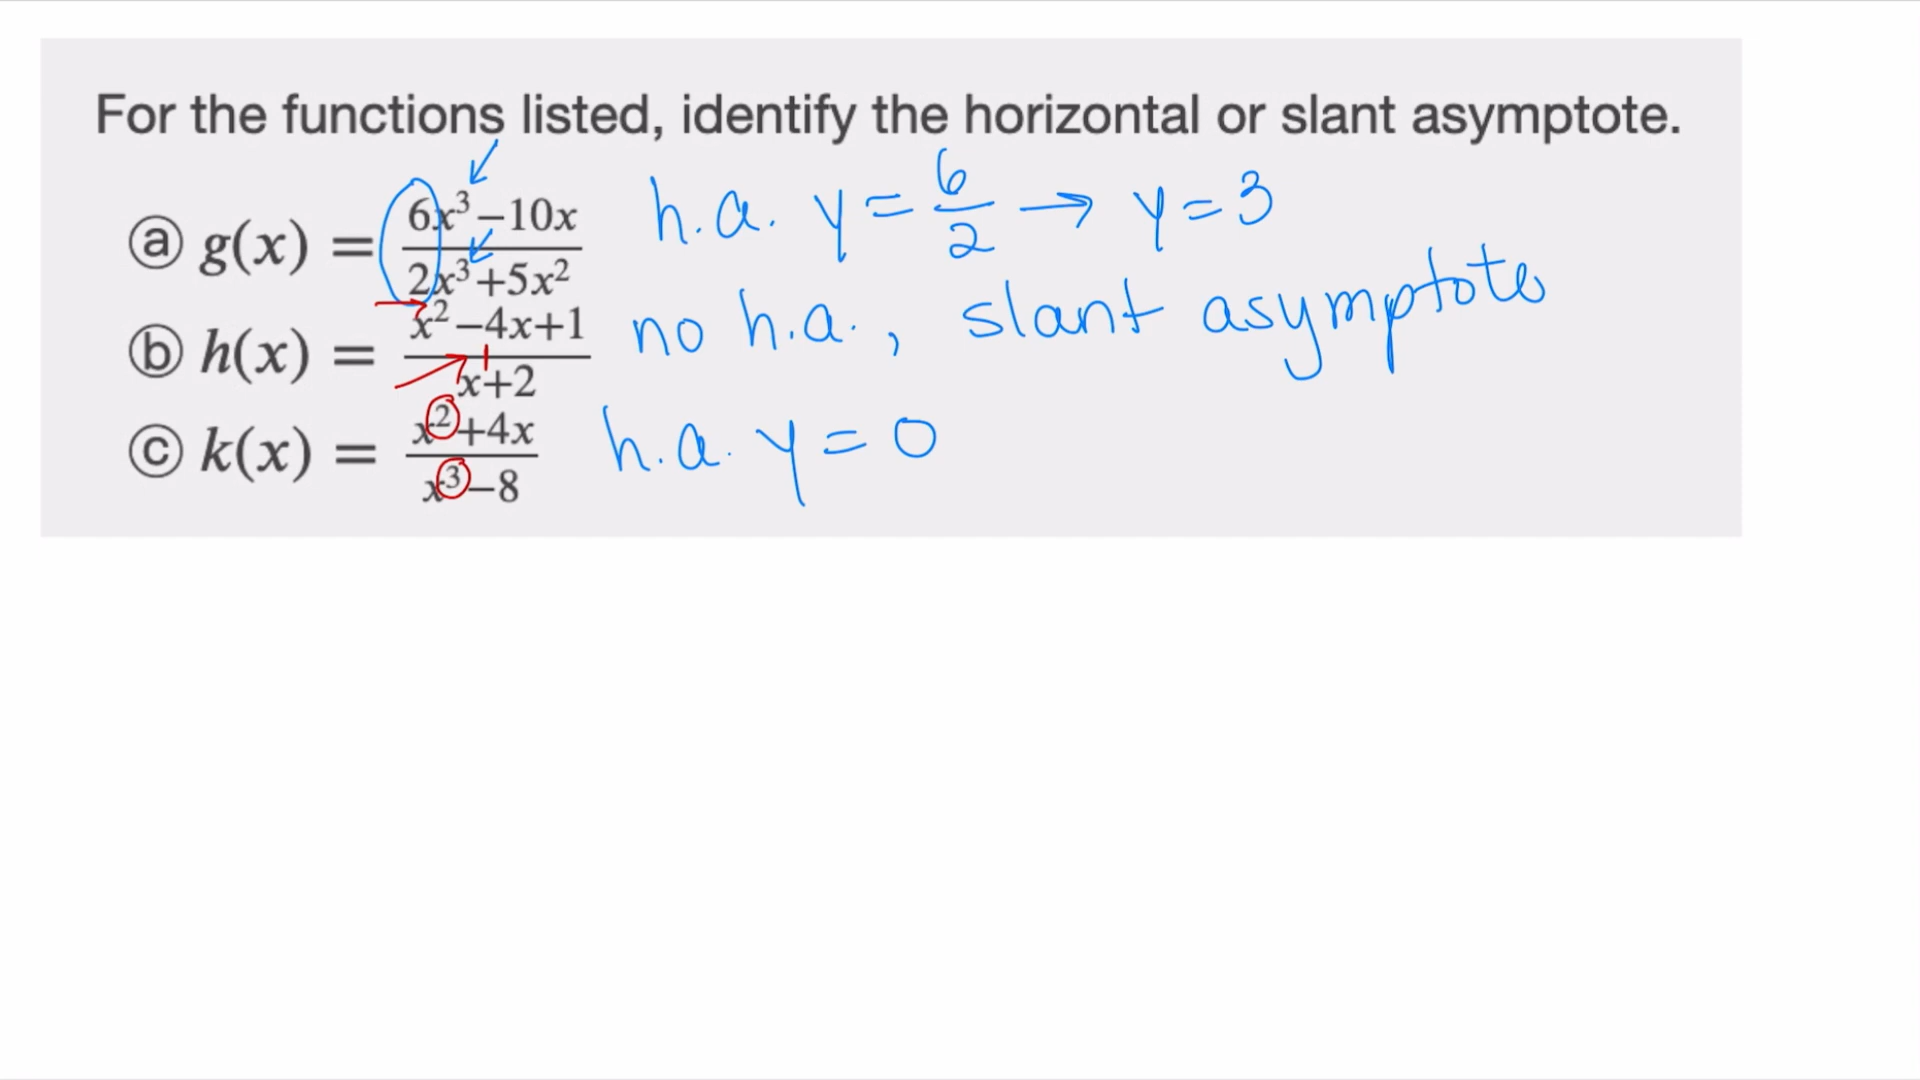 For the functions listed, identify the horizontal or slant asymptote.
ⓐ g(x) = (6x³−10x)/(2x³+5x²) h.a. y = 6/2 → y = 3
ⓑ h(x) = (x²−4x+1)/(x¹+2) no h.a., slant asymptote
ⓒ k(x) = (x²+4x)/(x³−8) h.a. y = 0